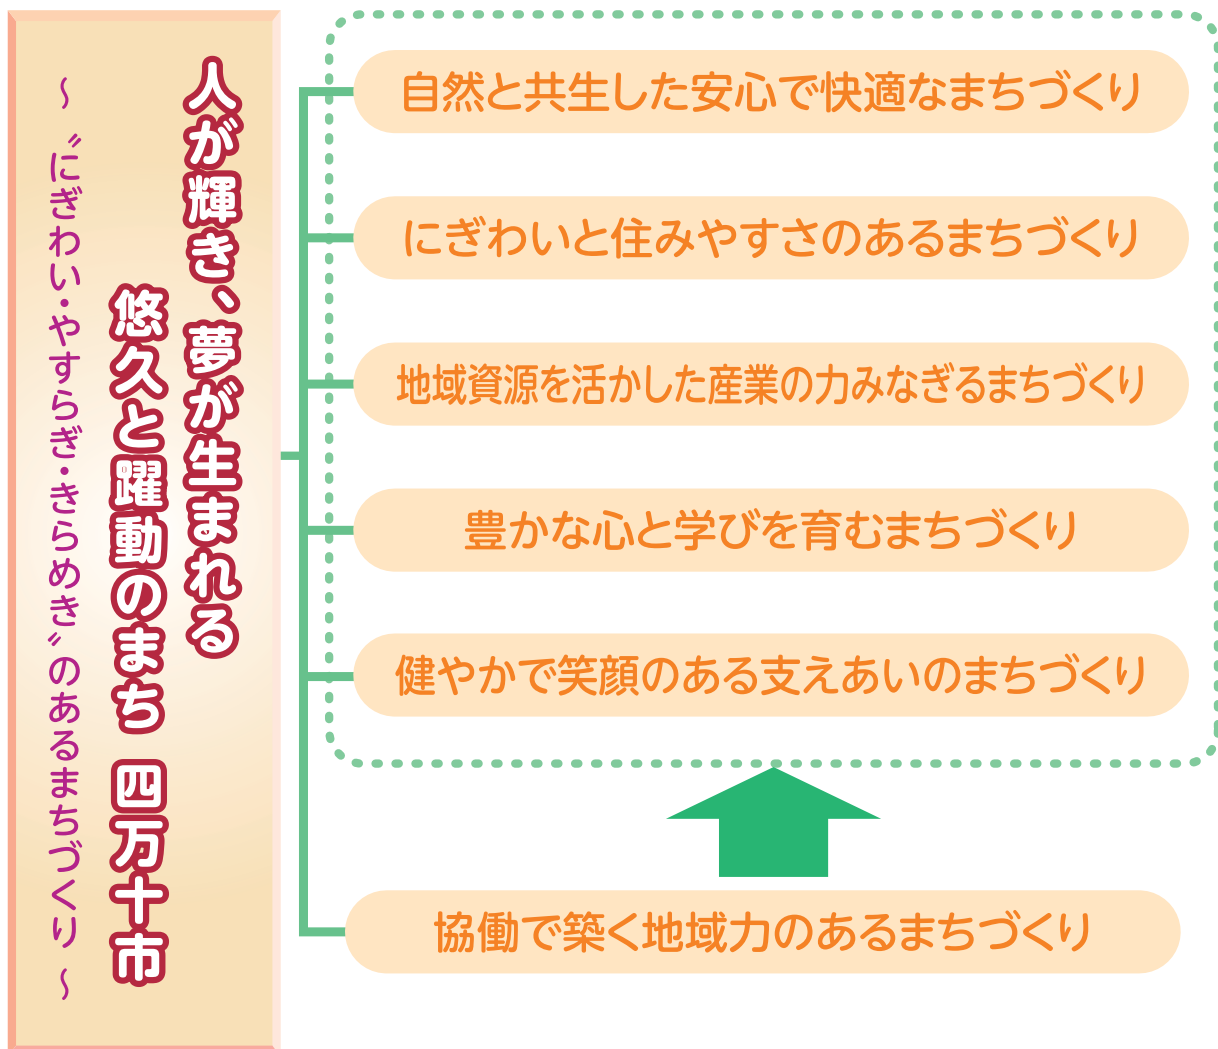 人が輝き、夢が生まれる
悠久と躍動のまち 四万十市
～〝にぎわい・やすらぎ・きらめき〟のあるまちづくり～
自然と共生した安心で快適なまちづくり
にぎわいと住みやすさのあるまちづくり
地域資源を活かした産業の力みなぎるまちづくり
豊かな心と学びを育むまちづくり
健やかで笑顔のある支えあいのまちづくり
協働で築く地域力のあるまちづくり